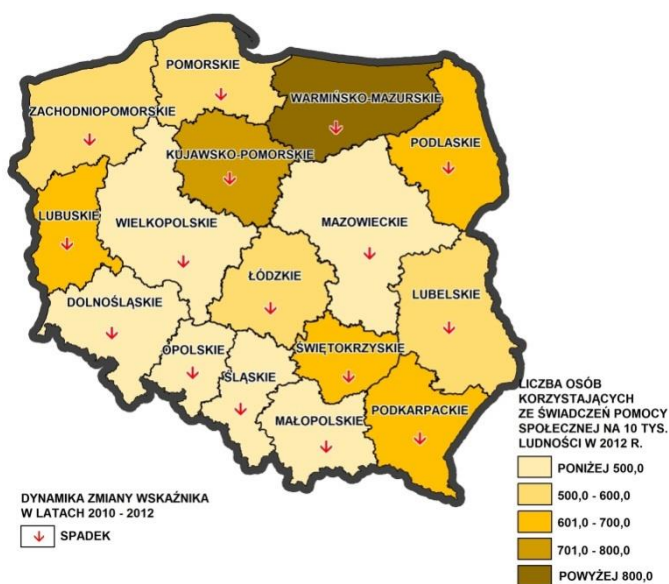 POMORSKIE
WARMIŃSKO-MAZURSKIE
ZACHODNIOPOMORSKIE
PODLASKIE
KUJAWSKO-POMORSKIE
LUBUSKIE
WIELKOPOLSKIE
MAZOWIECKIE
ŁÓDZKIE
LUBELSKIE
DOLNOŚLĄSKIE
OPOLSKIE
ŚWIĘTOKRZYSKIE
ŚLĄSKIE
MAŁOPOLSKIE
PODKARPACKIE
LICZBA OSÓB
KORZYSTAJĄCYCH
ZE ŚWIADCZEŃ POMOCY
SPOŁECZNEJ NA 10 TYS.
LUDNOŚCI W 2012 R.
PONIŻEJ 500,0
500,0 - 600,0
601,0 - 700,0
701,0 - 800,0
POWYŻEJ 800,0
DYNAMIKA ZMIANY WSKAŹNIKA
W LATACH 2010 - 2012
SPADEK